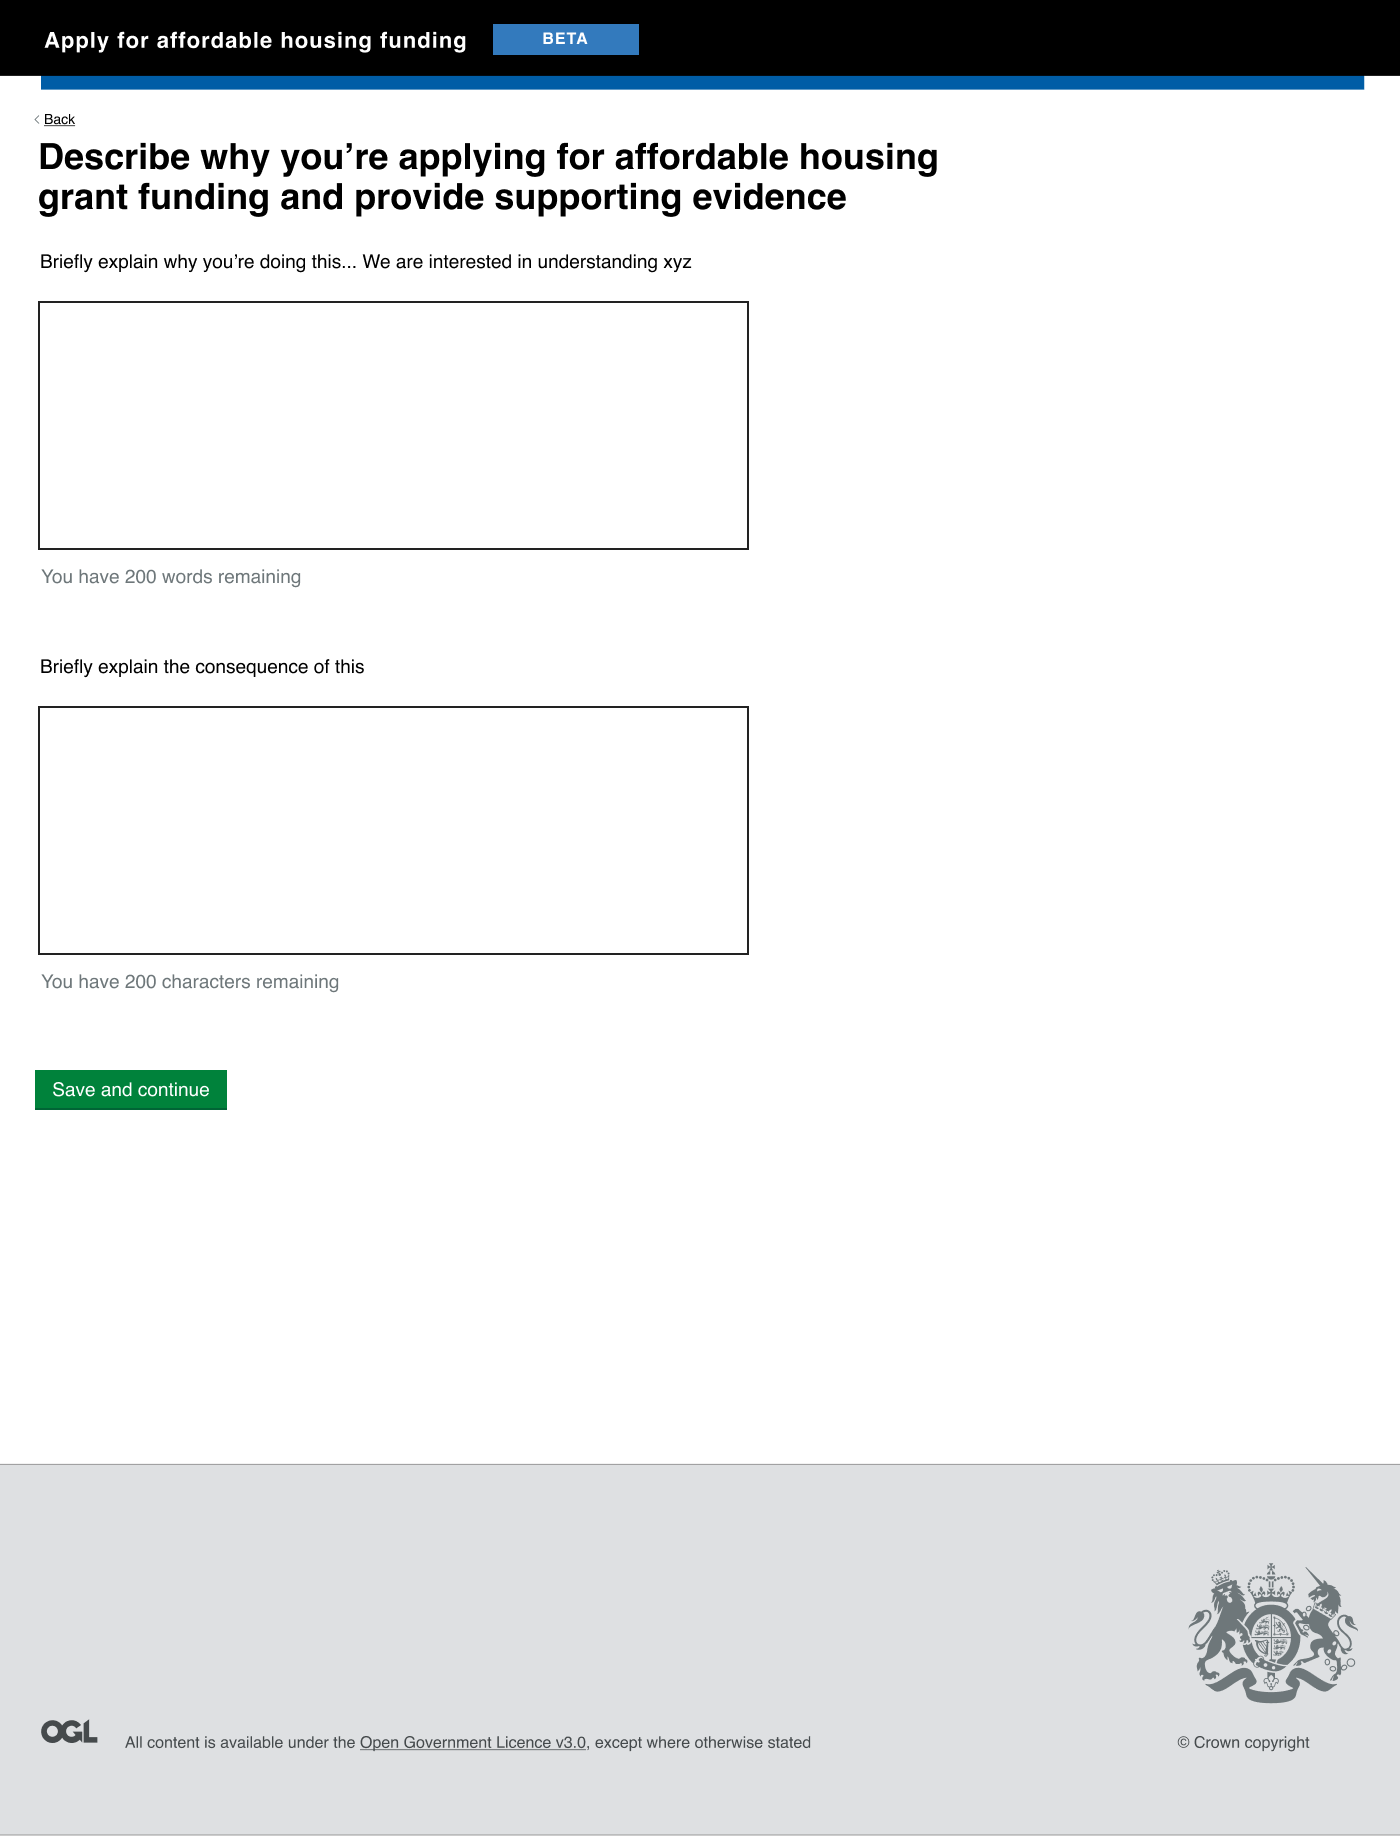 Apply for affordable housing funding BETA
Back
Describe why you’re applying for affordable housing
grant funding and provide supporting evidence
Briefly explain why you’re doing this... We are interested in understanding xyz
You have 200 words remaining
Briefly explain the consequence of this
You have 200 characters remaining
Save and continue
OGL All content is available under the Open Government Licence v3.0, except where otherwise stated
© Crown copyright